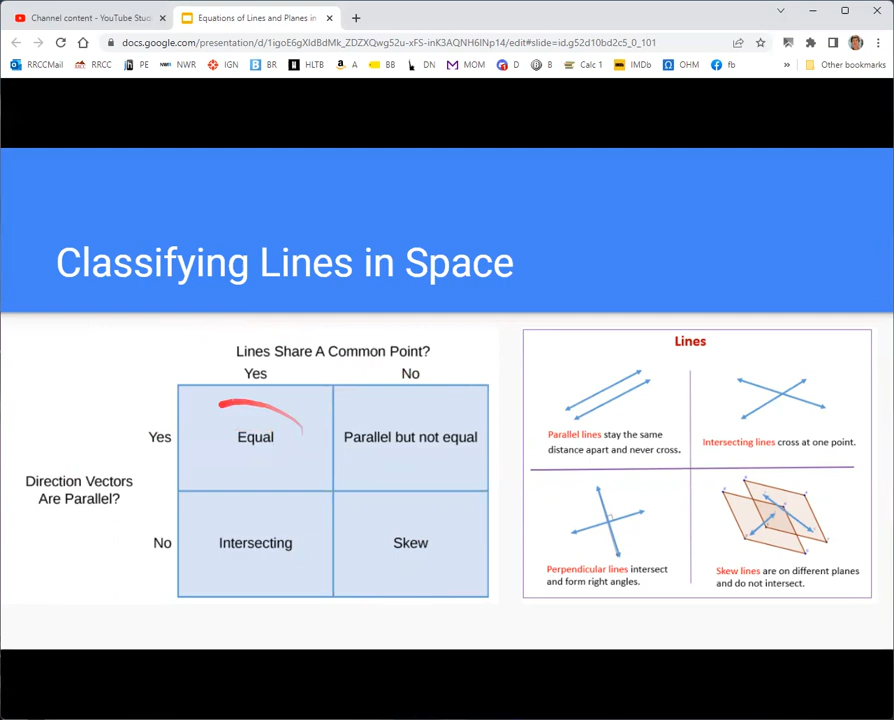 Channel content - YouTube Stud
Equations of Lines and Planes in
docs.google.com/presentation/d/1igoE6gXldBdMk_ZDZXQwg52u-xFS-inK3AQNH6INp14/edit#slide=id.g52d10bd2c5_0_101
RRCCMail RRCC PE NWR IGN BR HLTB A BB DN MOM D B Calc 1 IMDb OHM fb » Other bookmarks
Classifying Lines in Space
Lines Share A Common Point?
Yes No
Yes Equal Parallel but not equal
Direction Vectors
Are Parallel?
No Intersecting Skew
Lines
Parallel lines stay the same
distance apart and never cross.
Intersecting lines cross at one point.
Perpendicular lines intersect
and form right angles.
Skew lines are on different planes
and do not intersect.